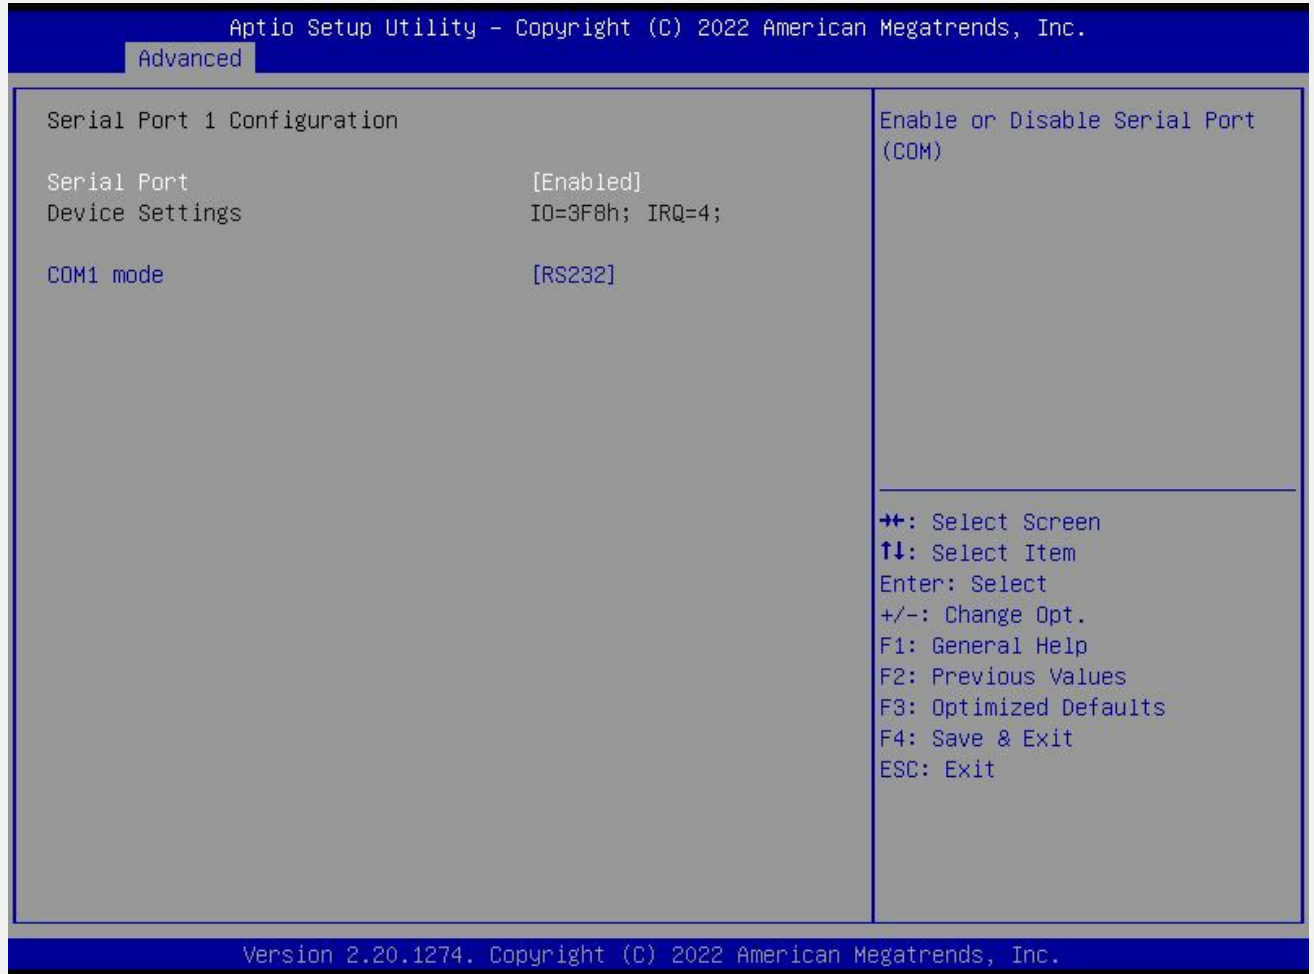 Aptio Setup Utility – Copyright (C) 2022 American Megatrends, Inc.
Advanced
Serial Port 1 Configuration
Serial Port [Enabled]
Device Settings IO=3F8h; IRQ=4;
COM1 mode [RS232]
Enable or Disable Serial Port
(COM)
→←: Select Screen
↑↓: Select Item
Enter: Select
+/-: Change Opt.
F1: General Help
F2: Previous Values
F3: Optimized Defaults
F4: Save & Exit
ESC: Exit
Version 2.20.1274. Copyright (C) 2022 American Megatrends, Inc.